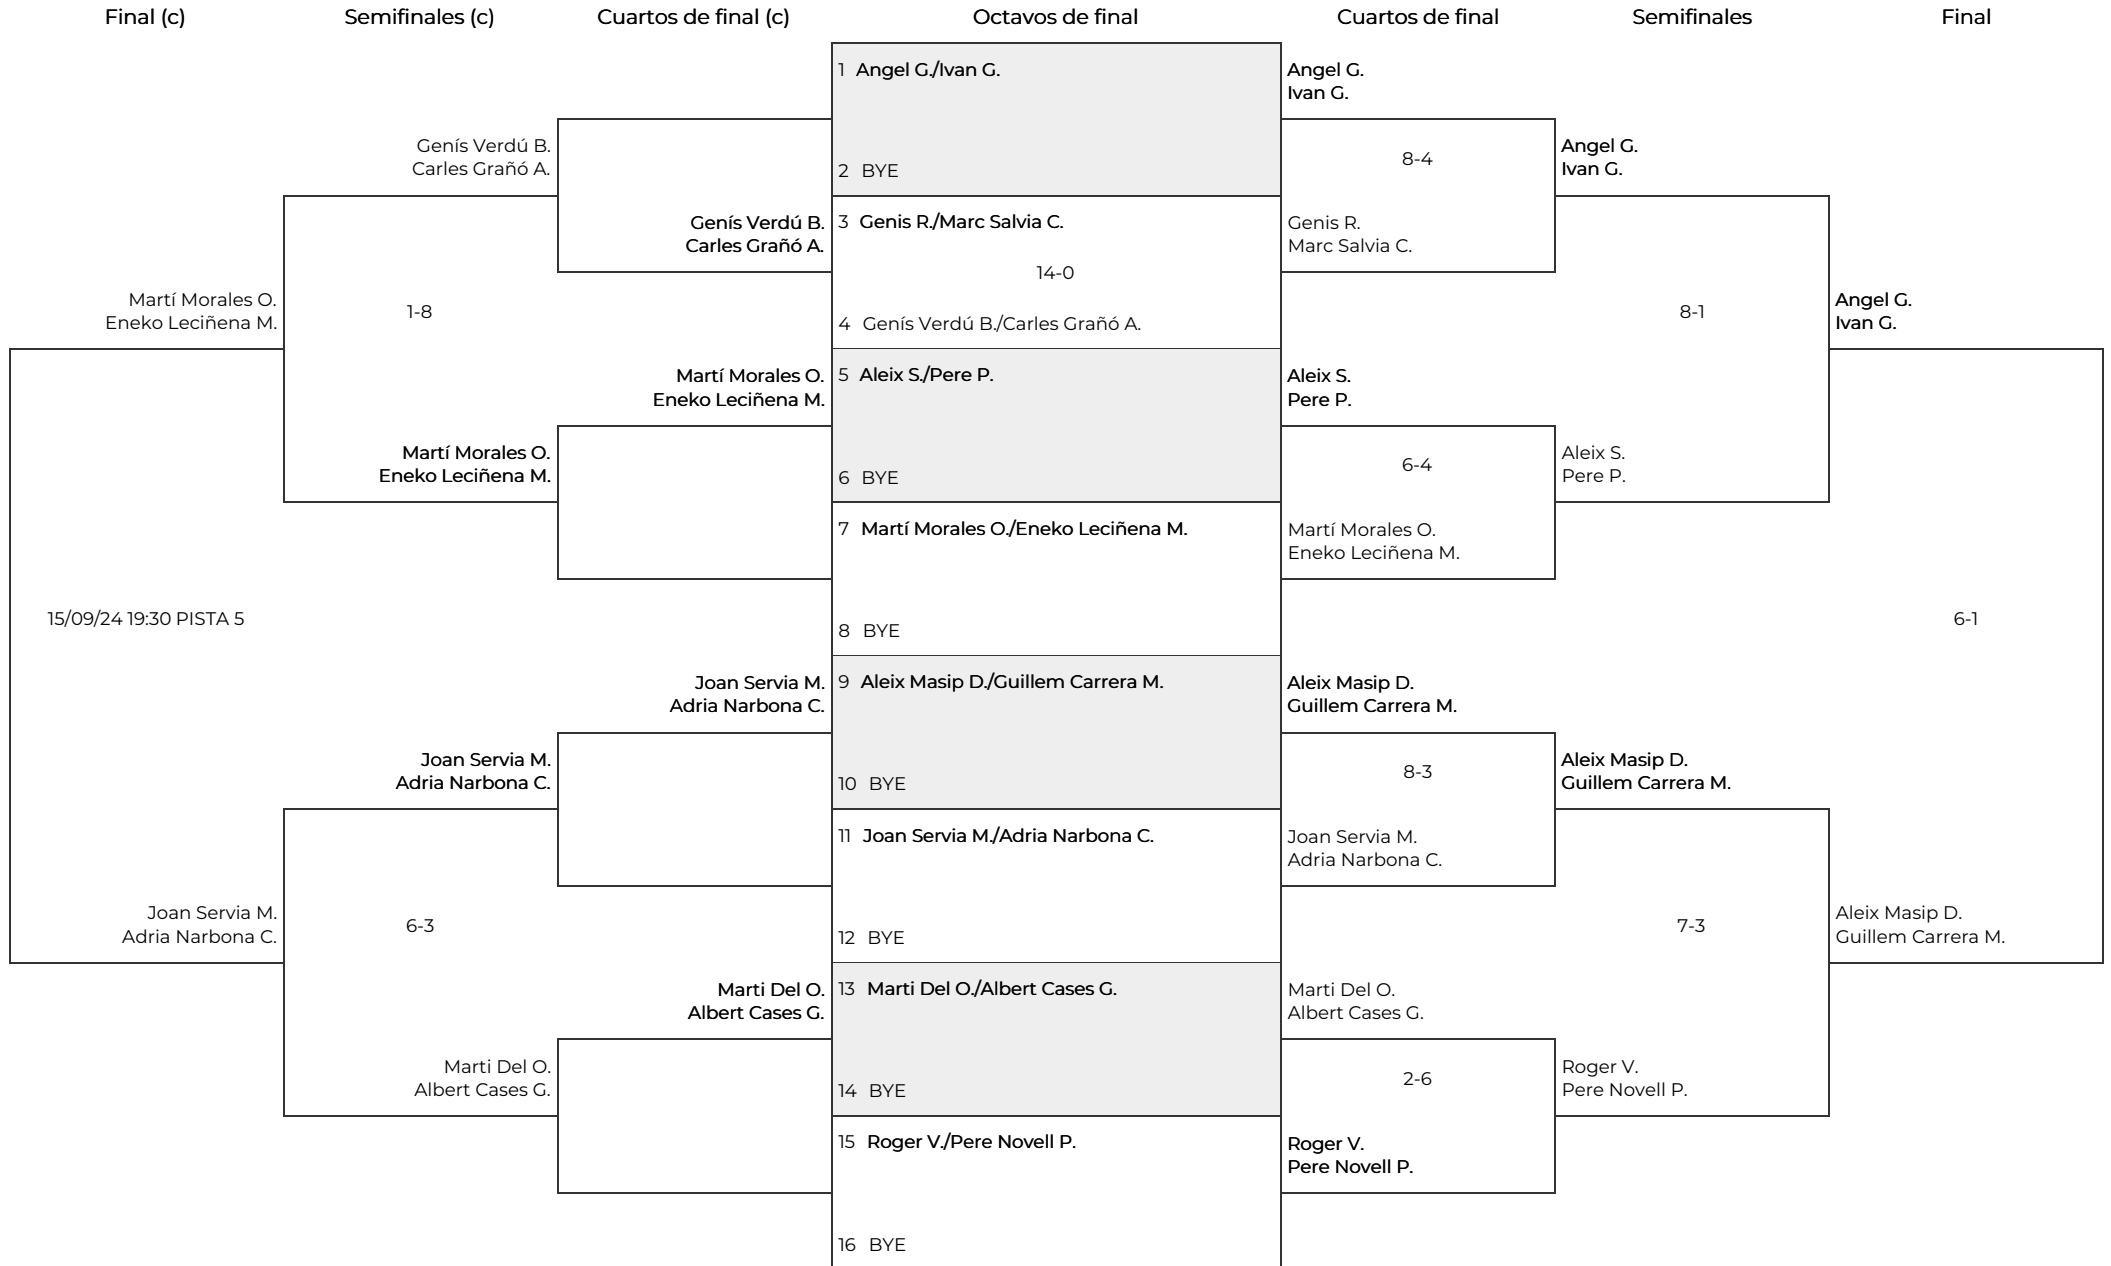 Final (c)
Semifinales (c)
Cuartos de final (c)
Octavos de final
Cuartos de final
Semifinales
Final
15/09/24 19:30 PISTA 5
Martí Morales O.
Eneko Leciñena M.
Joan Servia M.
Adria Narbona C.
Genís Verdú B.
Carles Grañó A.
1-8
Martí Morales O.
Eneko Leciñena M.
Joan Servia M.
Adria Narbona C.
6-3
Marti Del O.
Albert Cases G.
Genís Verdú B.
Carles Grañó A.
Martí Morales O.
Eneko Leciñena M.
Joan Servia M.
Adria Narbona C.
Marti Del O.
Albert Cases G.
1 Angel G./Ivan G.
2 BYE
3 Genis R./Marc Salvia C.
14-0
4 Genís Verdú B./Carles Grañó A.
5 Aleix S./Pere P.
6 BYE
7 Martí Morales O./Eneko Leciñena M.
8 BYE
9 Aleix Masip D./Guillem Carrera M.
10 BYE
11 Joan Servia M./Adria Narbona C.
12 BYE
13 Marti Del O./Albert Cases G.
14 BYE
15 Roger V./Pere Novell P.
16 BYE
Angel G.
Ivan G.
8-4
Genis R.
Marc Salvia C.
Aleix S.
Pere P.
6-4
Martí Morales O.
Eneko Leciñena M.
Aleix Masip D.
Guillem Carrera M.
8-3
Joan Servia M.
Adria Narbona C.
Marti Del O.
Albert Cases G.
2-6
Roger V.
Pere Novell P.
Angel G.
Ivan G.
8-1
Aleix S.
Pere P.
Aleix Masip D.
Guillem Carrera M.
7-3
Roger V.
Pere Novell P.
Angel G.
Ivan G.
6-1
Aleix Masip D.
Guillem Carrera M.